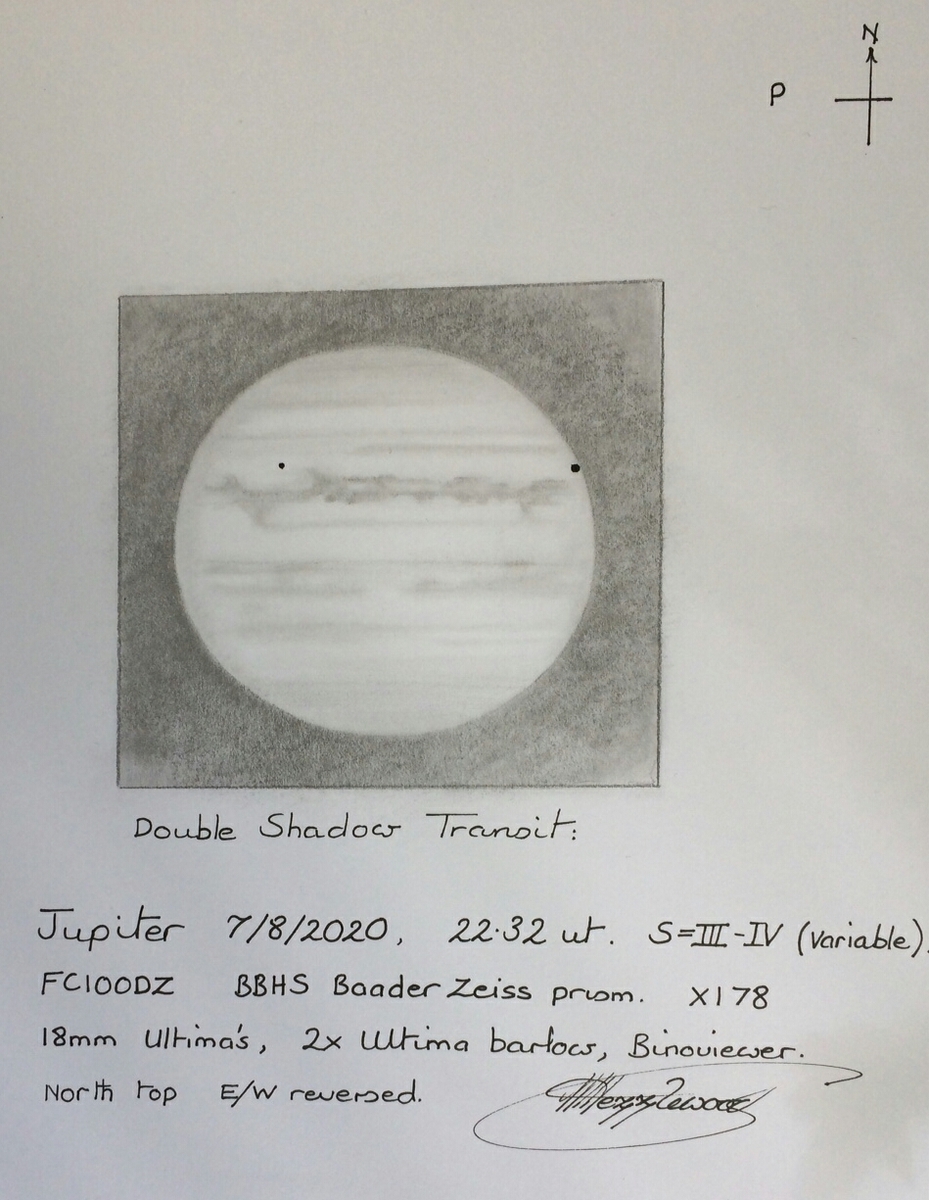 N
P
Double Shadow Transit:
Jupiter 7/8/2020, 22·32 ut. S=III-IV (variable).
FC100DZ BBHS Baader Zeiss prism. X178
18mm Ultima's, 2x Ultima barlow, Binoviewer.
North top E/W reversed.